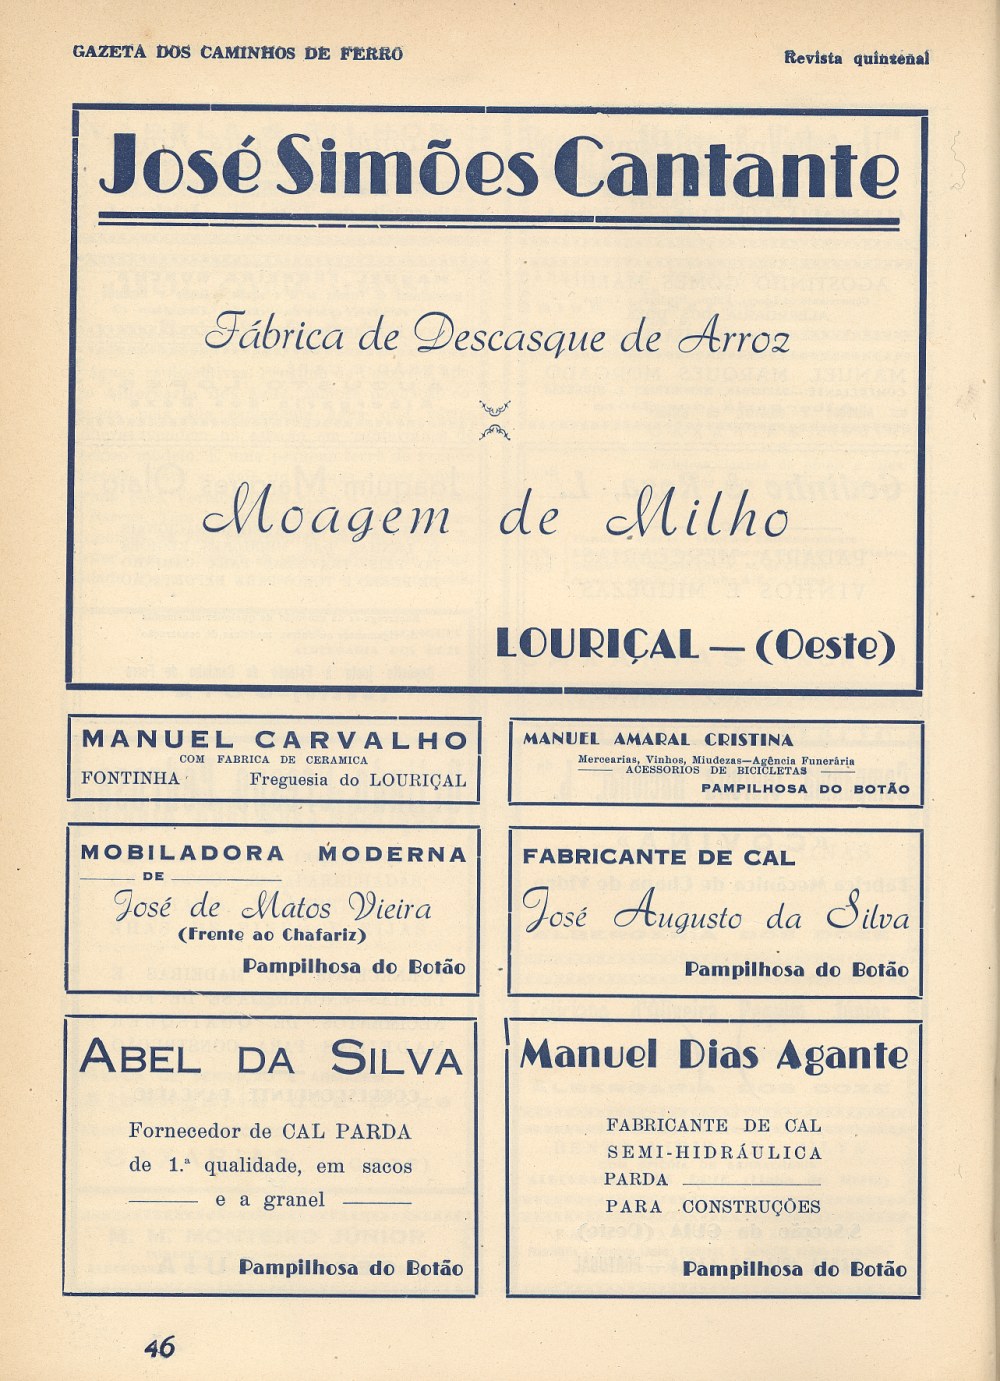 GAZETA DOS CAMINHOS DE FERRO
Revista quinzenal
José Simões Cantante
Fábrica de Descasque de Arroz
Moagem de Milho
LOURIÇAL — (Oeste)
MANUEL CARVALHO
COM FABRICA DE CERAMICA
FONTINHA Freguesia do LOURIÇAL
MANUEL AMARAL CRISTINA
Mercearias, Vinhos, Miudezas—Agência Funerária
ACESSORIOS DE BICICLETAS
PAMPILHOSA DO BOTÃO
MOBILADORA MODERNA
DE
José de Matos Vieira
(Frente ao Chafariz)
Pampilhosa do Botão
FABRICANTE DE CAL
José Augusto da Silva
Pampilhosa do Botão
ABEL DA SILVA
Fornecedor de CAL PARDA
de 1.ª qualidade, em sacos
e a granel
Pampilhosa do Botão
Manuel Dias Agante
FABRICANTE DE CAL
SEMI-HIDRÁULICA
PARDA
PARA CONSTRUÇÕES
Pampilhosa do Botão
46